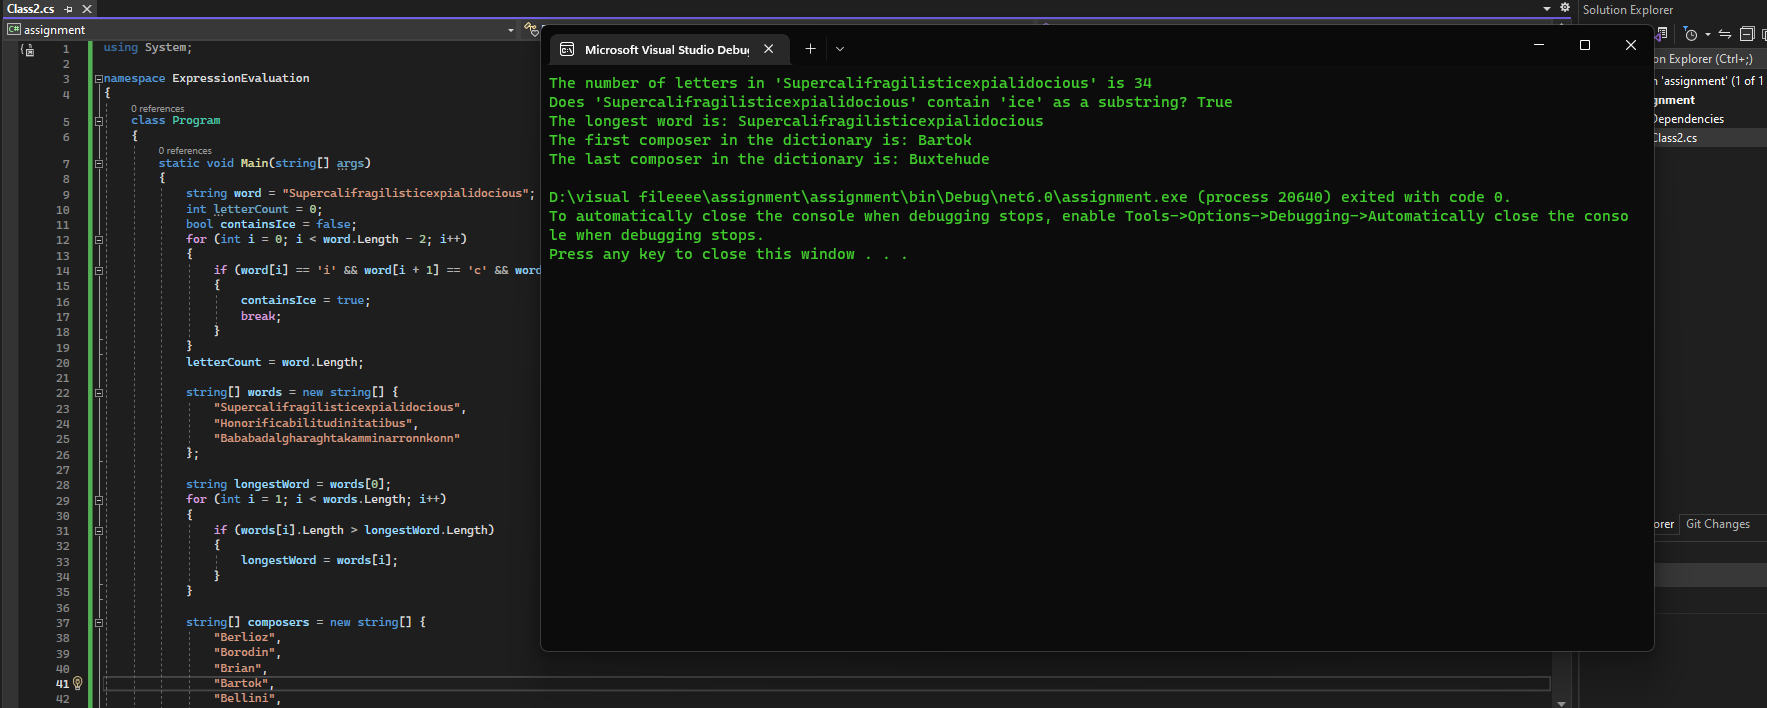 Class2.cs
Solution Explorer
C# assignment
1 using System;
2
3 namespace ExpressionEvaluation
4 {
0 references
5 class Program
6 {
0 references
7 static void Main(string[] args)
8 {
9 string word = "Supercalifragilisticexpialidocious";
10 int letterCount = 0;
11 bool containsIce = false;
12 for (int i = 0; i < word.Length - 2; i++)
13 {
14 if (word[i] == 'i' && word[i + 1] == 'c' && word
15 {
16 containsIce = true;
17 break;
18 }
19 }
20 letterCount = word.Length;
21
22 string[] words = new string[] {
23 "Supercalifragilisticexpialidocious",
24 "Honorificabilitudinitatibus",
25 "Bababadalgharaghtakamminarronnkonn"
26 };
27
28 string longestWord = words[0];
29 for (int i = 1; i < words.Length; i++)
30 {
31 if (words[i].Length > longestWord.Length)
32 {
33 longestWord = words[i];
34 }
35 }
36
37 string[] composers = new string[] {
38 "Berlioz",
39 "Borodin",
40 "Brian",
41 "Bartok",
42 "Bellini",
Microsoft Visual Studio Debug
The number of letters in 'Supercalifragilisticexpialidocious' is 34
Does 'Supercalifragilisticexpialidocious' contain 'ice' as a substring? True
The longest word is: Supercalifragilisticexpialidocious
The first composer in the dictionary is: Bartok
The last composer in the dictionary is: Buxtehude
D:\visual fileeee\assignment\assignment\bin\Debug\net6.0\assignment.exe (process 20640) exited with code 0.
To automatically close the console when debugging stops, enable Tools->Options->Debugging->Automatically close the conso
le when debugging stops.
Press any key to close this window . . .
on Explorer (Ctrl+;)
n 'assignment' (1 of 1
gnment
Dependencies
Class2.cs
orer Git Changes